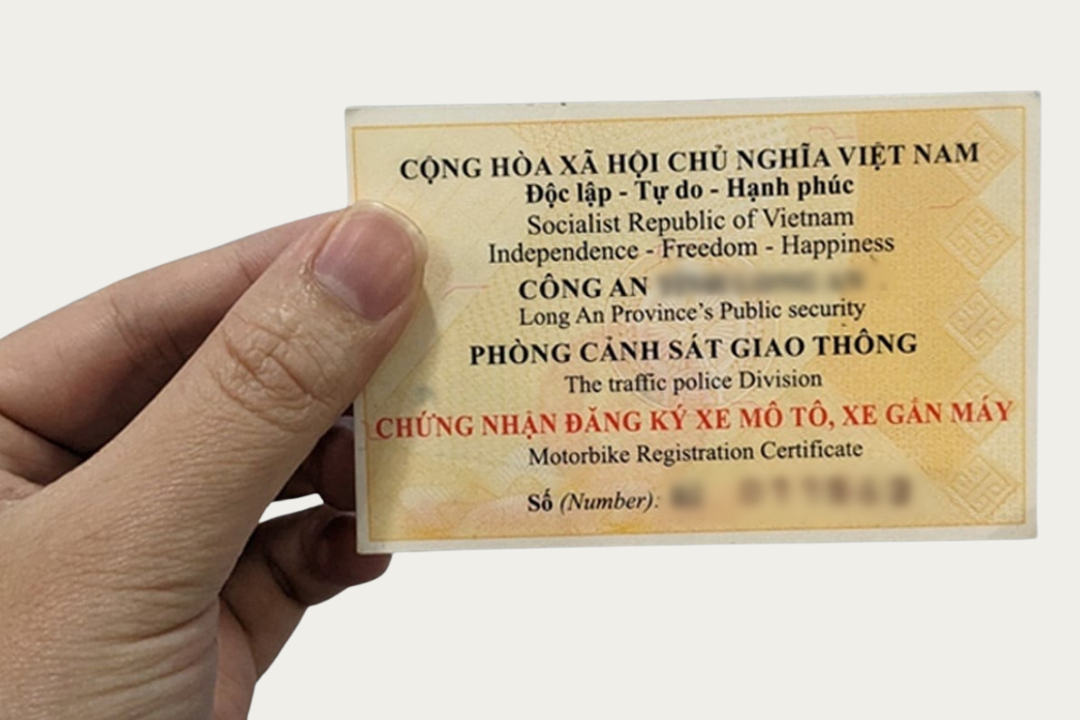 CỘNG HÒA XÃ HỘI CHỦ NGHĨA VIỆT NAM
Độc lập - Tự do - Hạnh phúc
Socialist Republic of Vietnam
Independence - Freedom - Happiness
CÔNG AN
Long An Province's Public security
PHÒNG CẢNH SÁT GIAO THÔNG
The traffic police Division
CHỨNG NHẬN ĐĂNG KÝ XE MÔ TÔ, XE GẮN MÁY
Motorbike Registration Certificate
Số (Number):